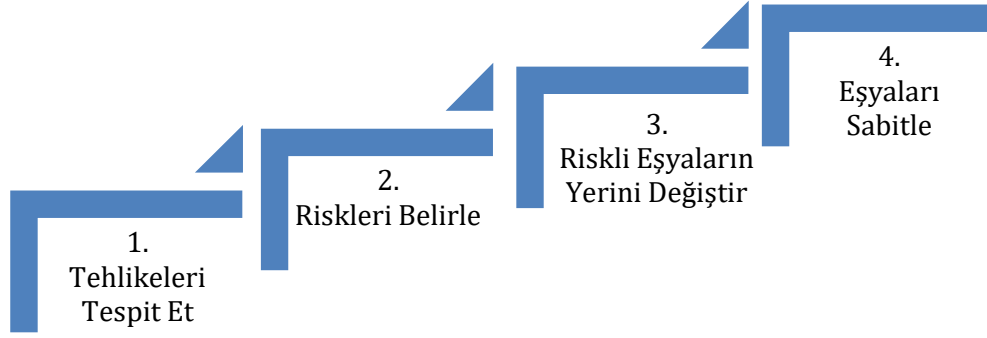 1.
Tehlikeleri
Tespit Et
2.
Riskleri Belirle
3.
Riskli Eşyaların
Yerini Değiştir
4.
Eşyaları
Sabitle